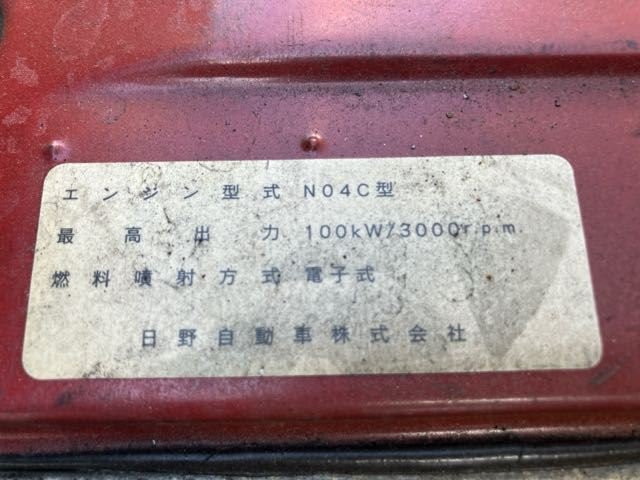 エンジン型式 N04C型
最高出力 100kW/3000r.p.m.
燃料噴射方式 電子式
日野自動車株式会社